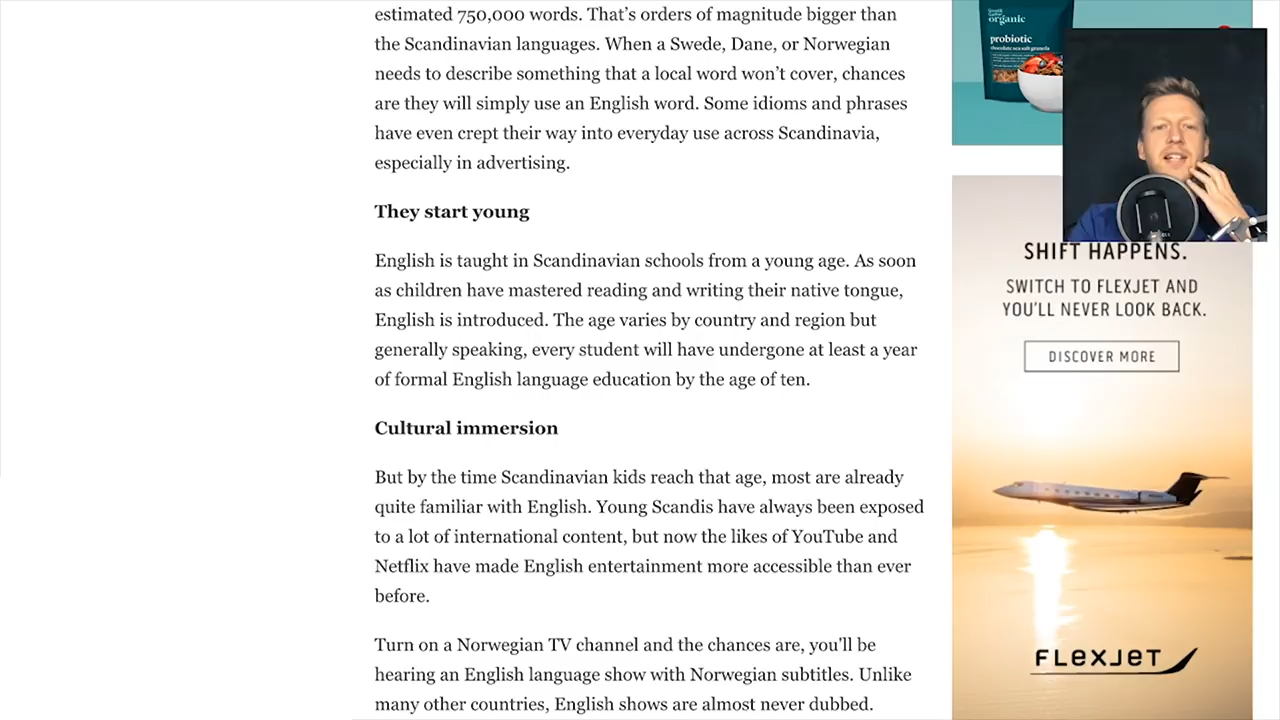 estimated 750,000 words. That’s orders of magnitude bigger than
the Scandinavian languages. When a Swede, Dane, or Norwegian
needs to describe something that a local word won’t cover, chances
are they will simply use an English word. Some idioms and phrases
have even crept their way into everyday use across Scandinavia,
especially in advertising.
They start young
English is taught in Scandinavian schools from a young age. As soon
as children have mastered reading and writing their native tongue,
English is introduced. The age varies by country and region but
generally speaking, every student will have undergone at least a year
of formal English language education by the age of ten.
Cultural immersion
But by the time Scandinavian kids reach that age, most are already
quite familiar with English. Young Scandis have always been exposed
to a lot of international content, but now the likes of YouTube and
Netflix have made English entertainment more accessible than ever
before.
Turn on a Norwegian TV channel and the chances are, you'll be
hearing an English language show with Norwegian subtitles. Unlike
many other countries, English shows are almost never dubbed.
organic
probiotic
chocolate sea salt granola
SHIFT HAPPENS.
SWITCH TO FLEXJET AND
YOU’LL NEVER LOOK BACK.
DISCOVER MORE
FLEXJET